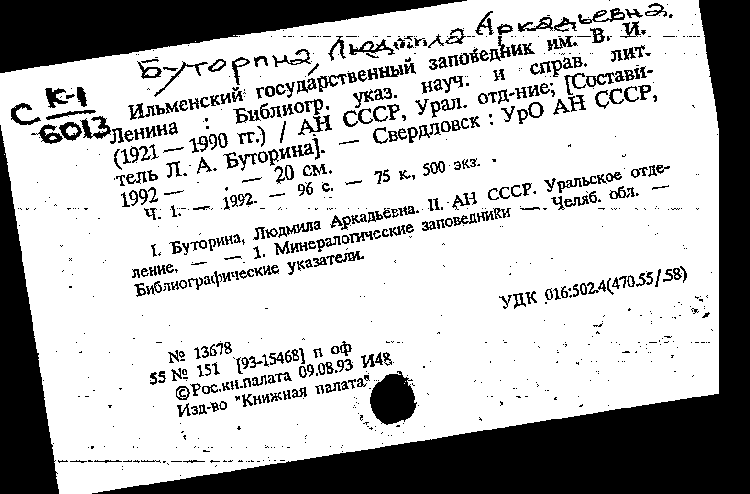 Буторина, Людмила Аркадьевна.
С К-1
6013
Ильменский государственный заповедник им. В. И.
Ленина : Библиогр. указ. науч. и справ. лит.
(1921 — 1990 гг.) / АН СССР, Урал. отд-ние; [Состави-
тель Л. А. Буторина]. — Свердловск : УрО АН СССР,
1992 — . — 20 см.
Ч. 1. — 1992. — 96 с. — 75 к., 500 экз. .
I. Буторина, Людмила Аркадьевна. II. АН СССР. Уральское отде-
ление. — — 1. Минералогические заповедники — Челяб. обл. —
Библиографические указатели.
УДК 016:502.4(470.55/.58)
№ 13678
55 № 151 [93-15468] п оф
©Рос.кн.палата 09.08.93 И48
Изд-во "Книжная палата"